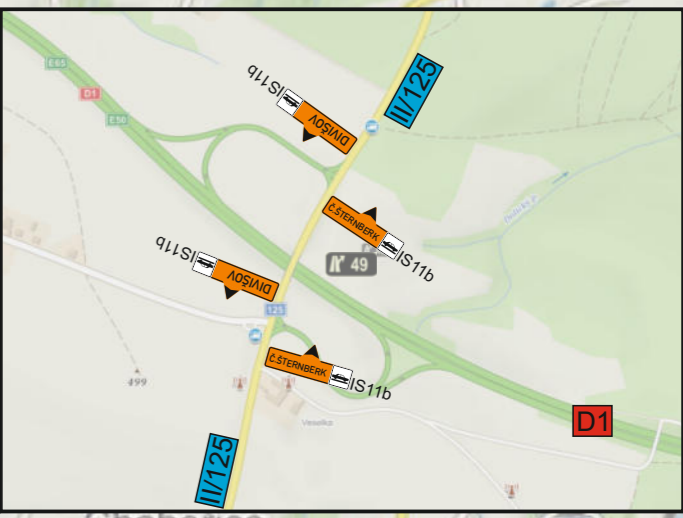 E65
D1
E50
IS11b
DIVIŠOV
II/125
Č.ŠTERNBERK
IS11b
49
IS11b
DIVIŠOV
125
Č.ŠTERNBERK
IS11b
499
Veselka
D1
II/125